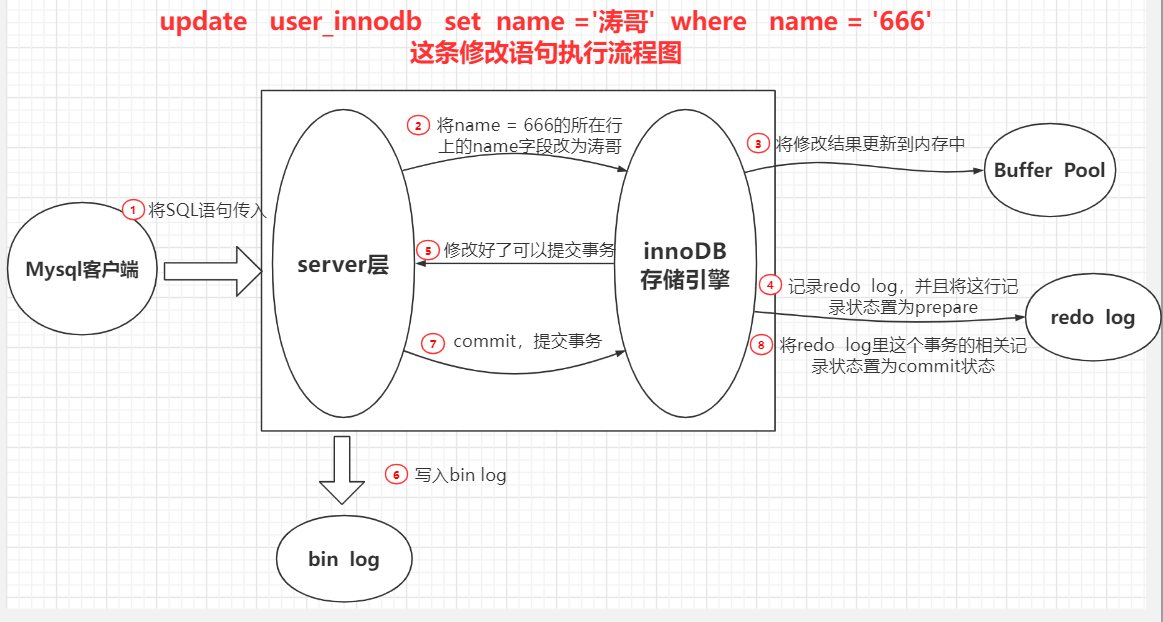 update user_innodb set name ='涛哥' where name = '666'
这条修改语句执行流程图
① 将SQL语句传入
Mysql客户端
server层
② 将name = 666的所在行
上的name字段改为涛哥
③ 将修改结果更新到内存中
Buffer Pool
innoDB
存储引擎
⑤ 修改好了可以提交事务
④ 记录redo log，并且将这行记
录状态置为prepare
redo log
⑦ commit，提交事务
⑧ 将redo log里这个事务的相关记
录状态置为commit状态
⑥ 写入bin log
bin log